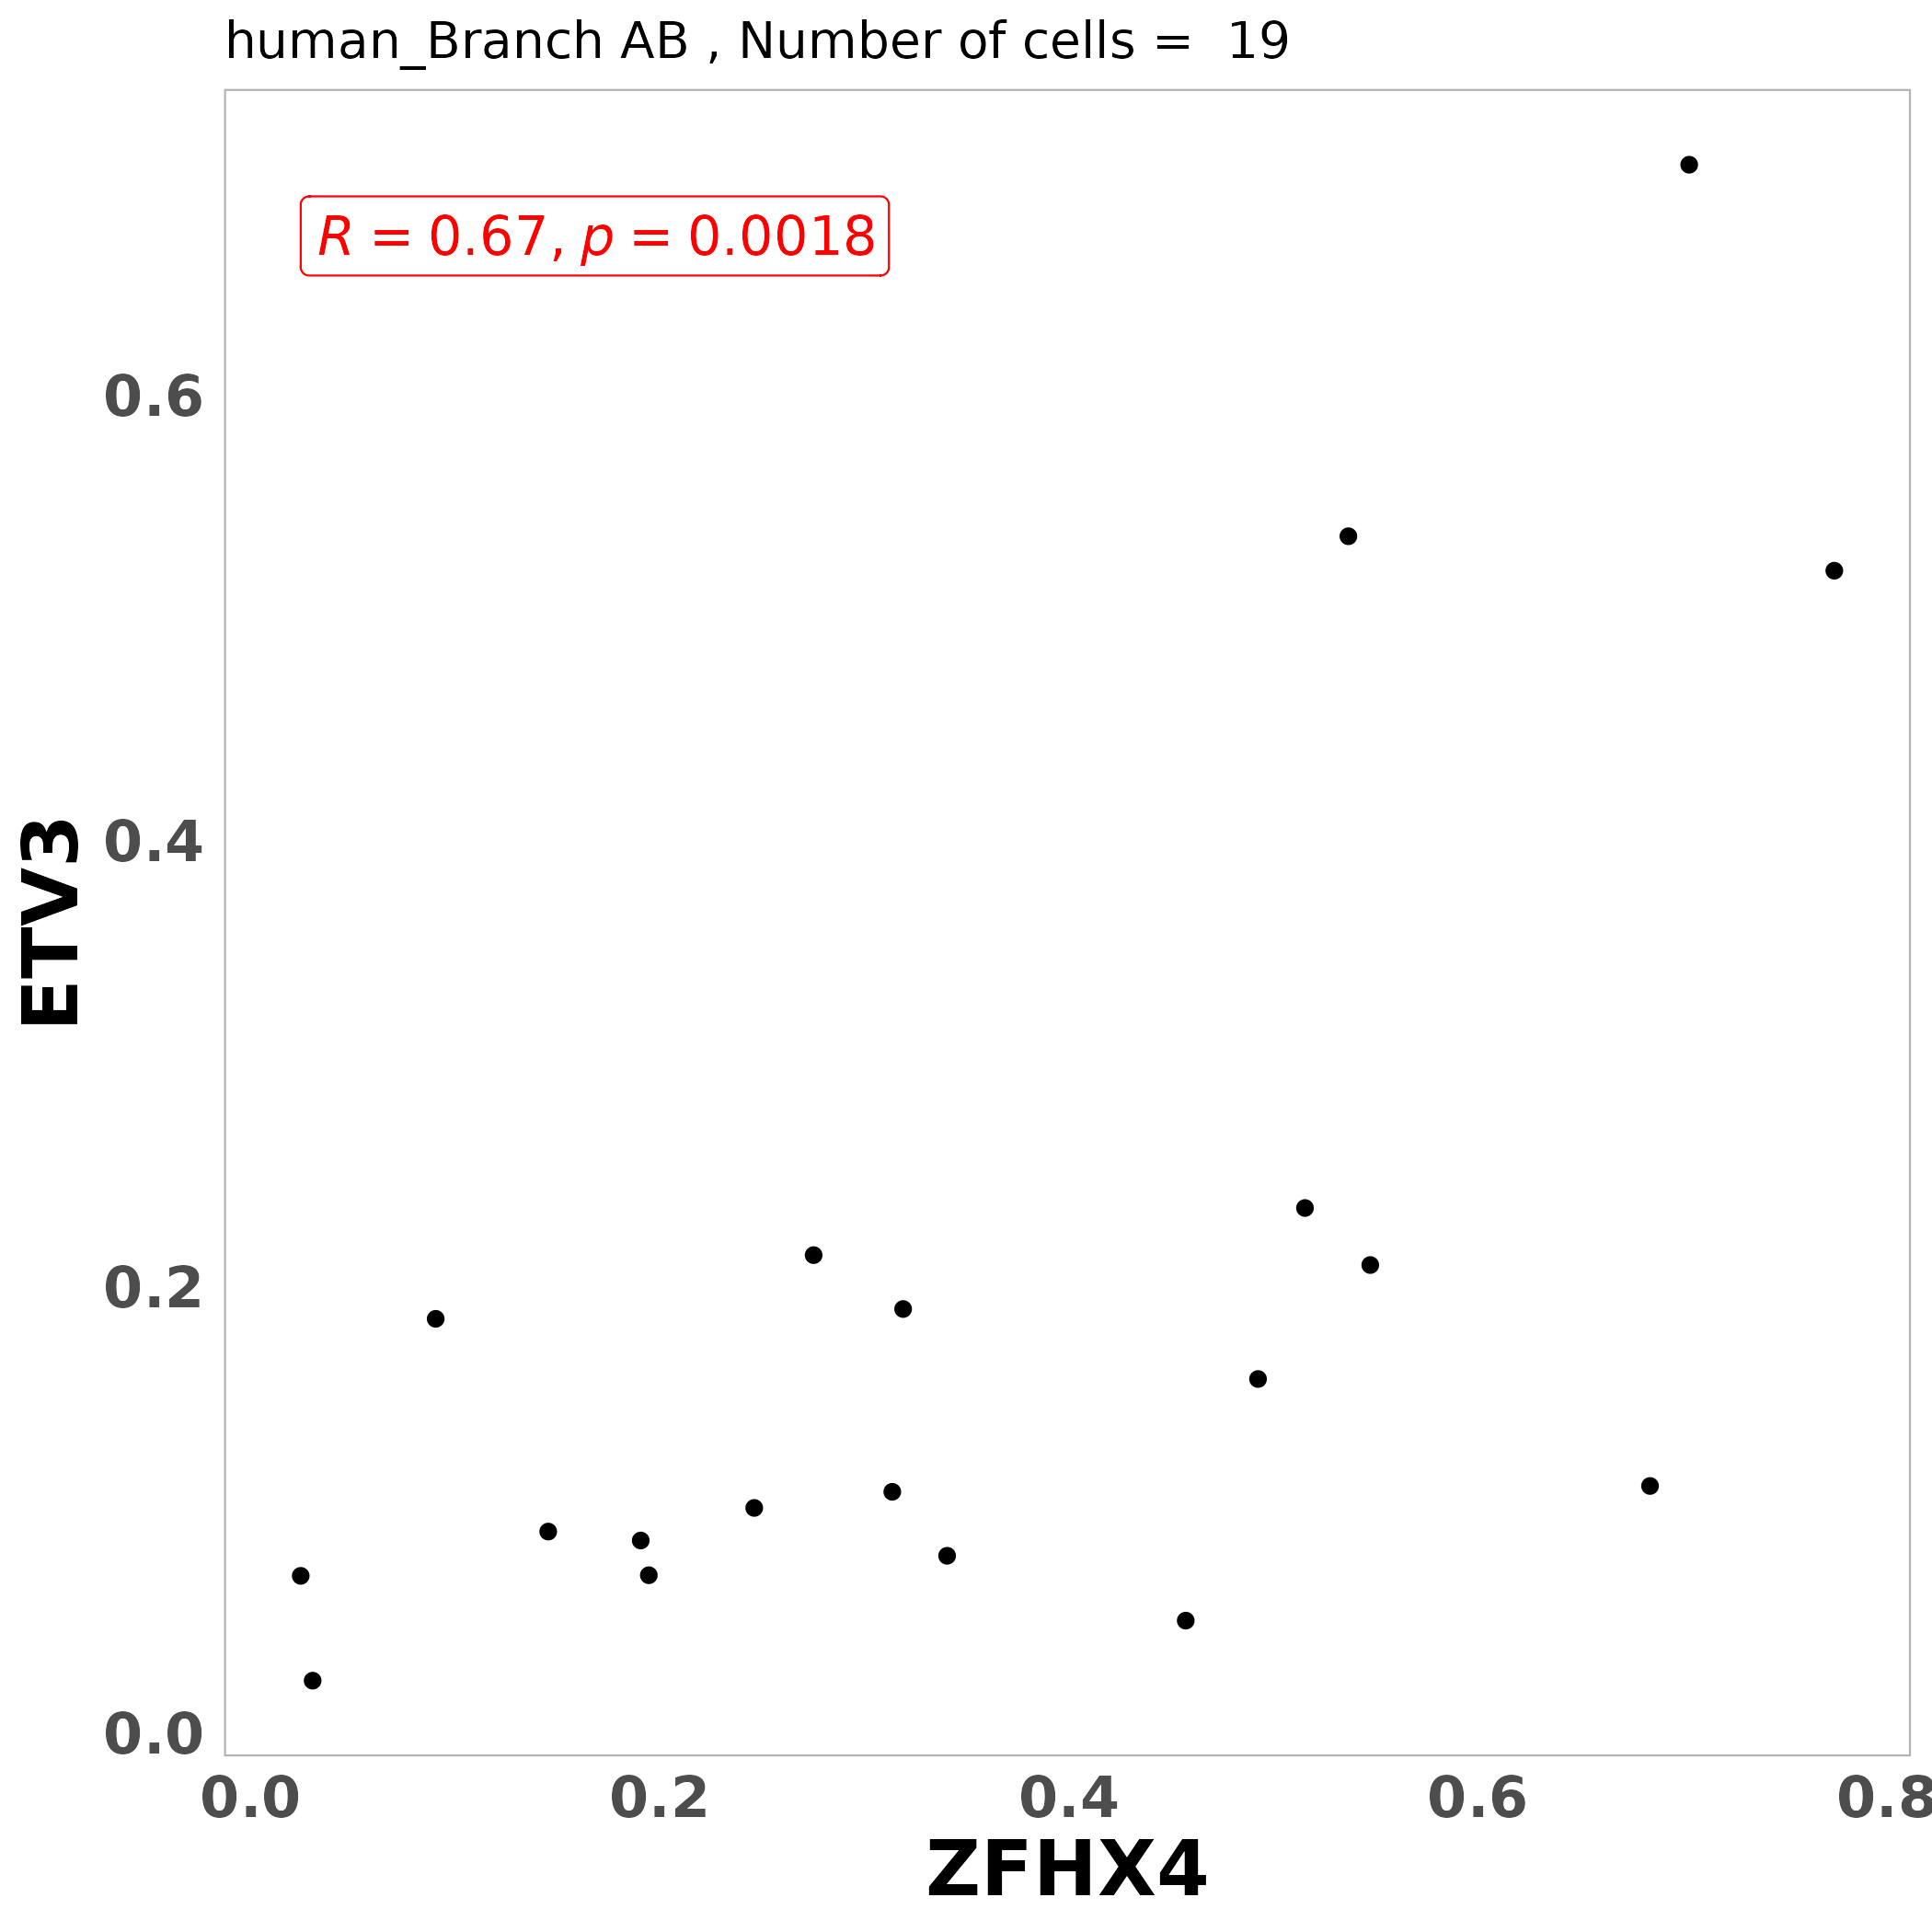 human_Branch AB , Number of cells =  19
R = 0.67, p = 0.0018
0.6
0.4
0.2
0.0
ETV3
0.0 0.2 0.4 0.6 0.8
ZFHX4